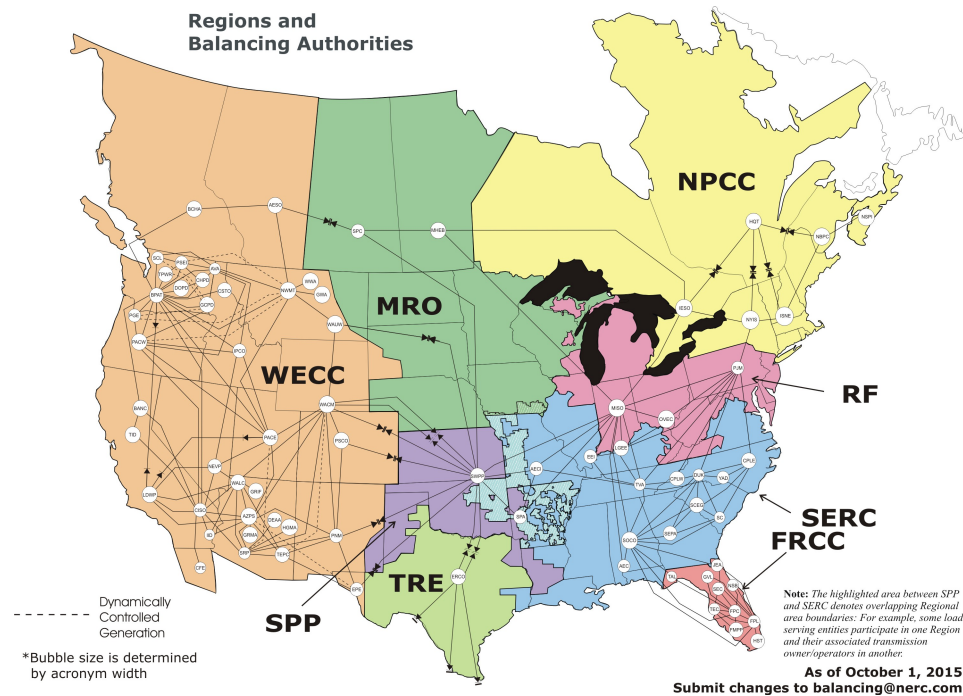 Regions and
Balancing Authorities
NPCC
BCHA
AESO
HQT
NSPI
SPC
MHEB
NBPC
SCL
PSEI
AVA
TPWR
CHPD
WWA
DOPD
CSTO
NWMT
GWA
BPAT
GCPD
MRO
IESO
PGE
WAUW
NYIS
ISNE
PACW
IPCO
WECC
PJM
RF
BANC
WACM
MISO
OVEC
TID
PACE
PSCO
LGEE
EEI
CPLE
NEVP
AECI
SWPP
TVA
CPLW
DUK
YAD
LDWP
WALC
GRIF
CISO
AZPS
DEAA
HGMA
SPA
SCEG
SC
SERC
IID
GRMA
PNM
SOCO
SEPA
FRCC
CFE
SRP
TEPC
AEC
JEA
TRE
ERCO
TAL
GVL
NSB
EPE
SEC
SPP
TEC
FPC
FPL
FMPP
HST
Dynamically
Controlled
Generation
*Bubble size is determined
by acronym width
Note: The highlighted area between SPP
and SERC denotes overlapping Regional
area boundaries: For example, some load
serving entities participate in one Region
and their associated transmission
owner/operators in another.
As of October 1, 2015
Submit changes to balancing@nerc.com